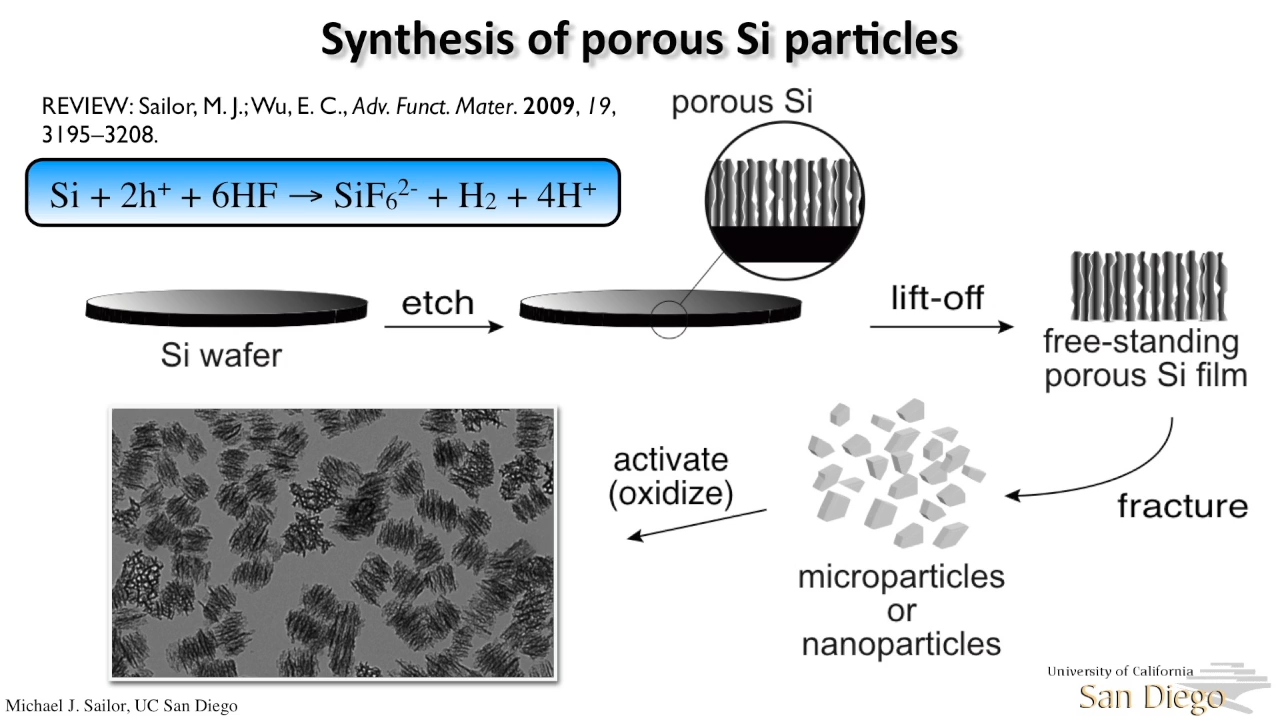 Synthesis of porous Si particles
REVIEW: Sailor, M. J.; Wu, E. C., Adv. Funct. Mater. 2009, 19,
3195–3208.
Si + 2h⁺ + 6HF → SiF₆²⁻ + H₂ + 4H⁺
porous Si
etch
Si wafer
lift-off
free-standing
porous Si film
activate
(oxidize)
fracture
microparticles
or
nanoparticles
University of California
San Diego
Michael J. Sailor, UC San Diego